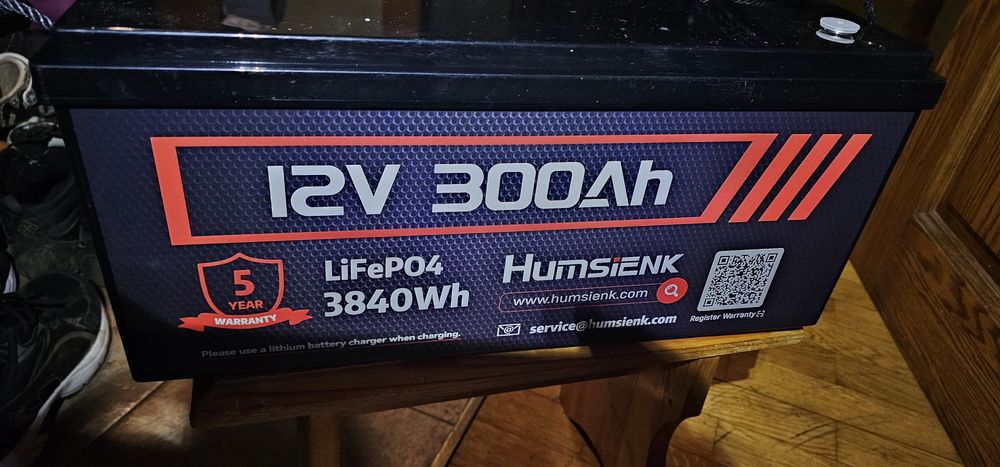 12V 300Ah
5
YEAR
WARRANTY
LiFePO4
3840Wh
HUMSiENK
www.humsienk.com
service@humsienk.com
Register Warranty
Please use a lithium battery charger when charging.